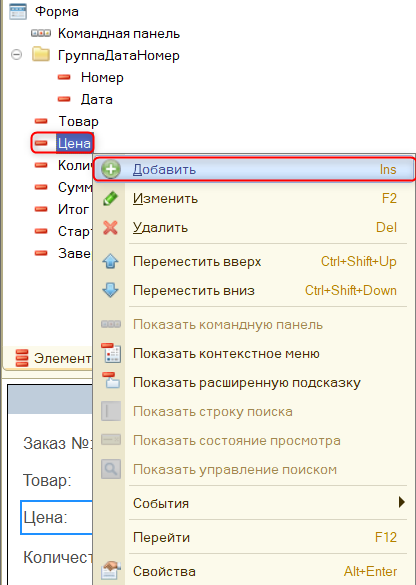 Форма
Командная панель
ГруппаДатаНомер
Номер
Дата
Товар
Цена
Колич
Сумм
Итог
Старт
Заве
Элемент
Добавить Ins
Изменить F2
Удалить Del
Переместить вверх Ctrl+Shift+Up
Переместить вниз Ctrl+Shift+Down
Показать командную панель
Показать контекстное меню
Показать расширенную подсказку
Показать строку поиска
Показать состояние просмотра
Показать управление поиском
События
Перейти F12
Свойства Alt+Enter
Заказ №:
Товар:
Цена:
Количест